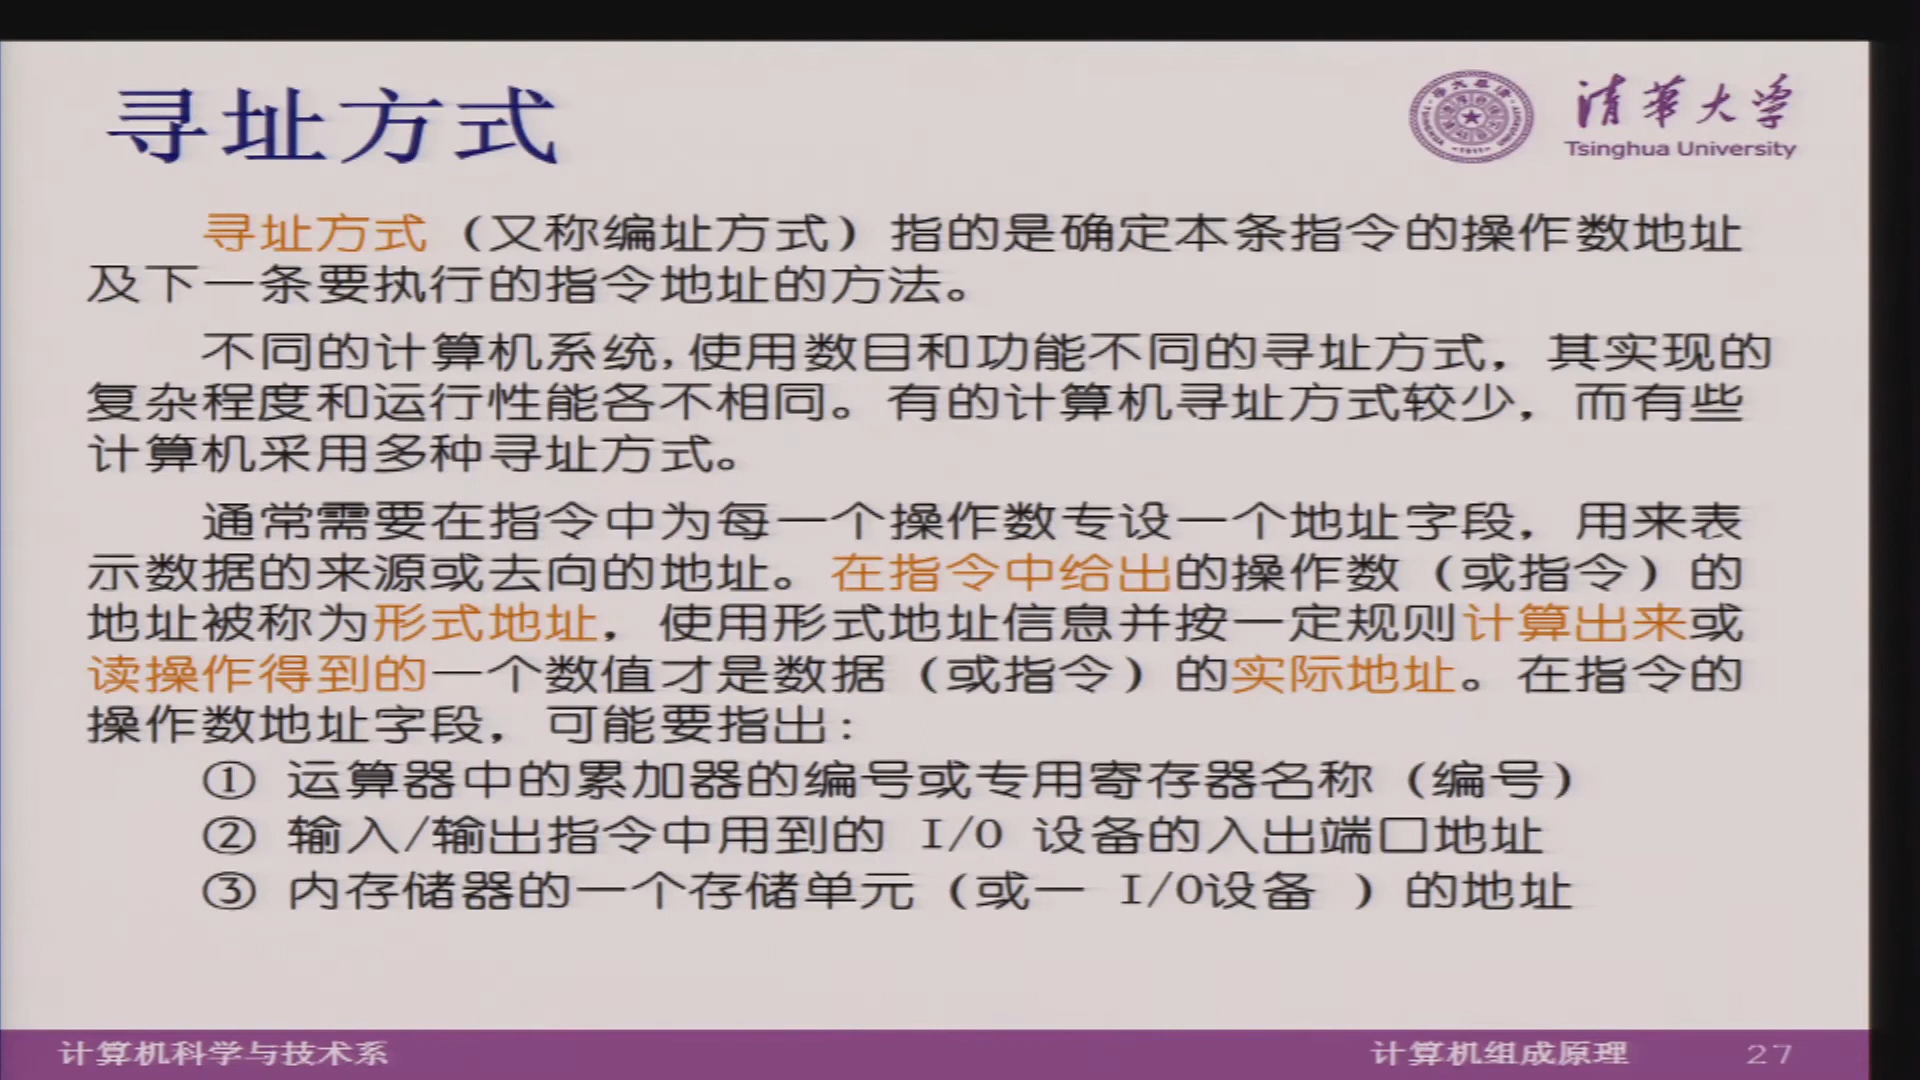 寻址方式
清华大学
Tsinghua University
寻址方式（又称编址方式）指的是确定本条指令的操作数地址
及下一条要执行的指令地址的方法。
不同的计算机系统,使用数目和功能不同的寻址方式，其实现的
复杂程度和运行性能各不相同。有的计算机寻址方式较少，而有些
计算机采用多种寻址方式。
通常需要在指令中为每一个操作数专设一个地址字段，用来表
示数据的来源或去向的地址。在指令中给出的操作数（或指令）的
地址被称为形式地址，使用形式地址信息并按一定规则计算出来或
读操作得到的一个数值才是数据（或指令）的实际地址。在指令的
操作数地址字段，可能要指出：
① 运算器中的累加器的编号或专用寄存器名称（编号）
② 输入/输出指令中用到的 I/O 设备的入出端口地址
③ 内存储器的一个存储单元（或一 I/O设备 ）的地址
计算机科学与技术系
计算机组成原理
27